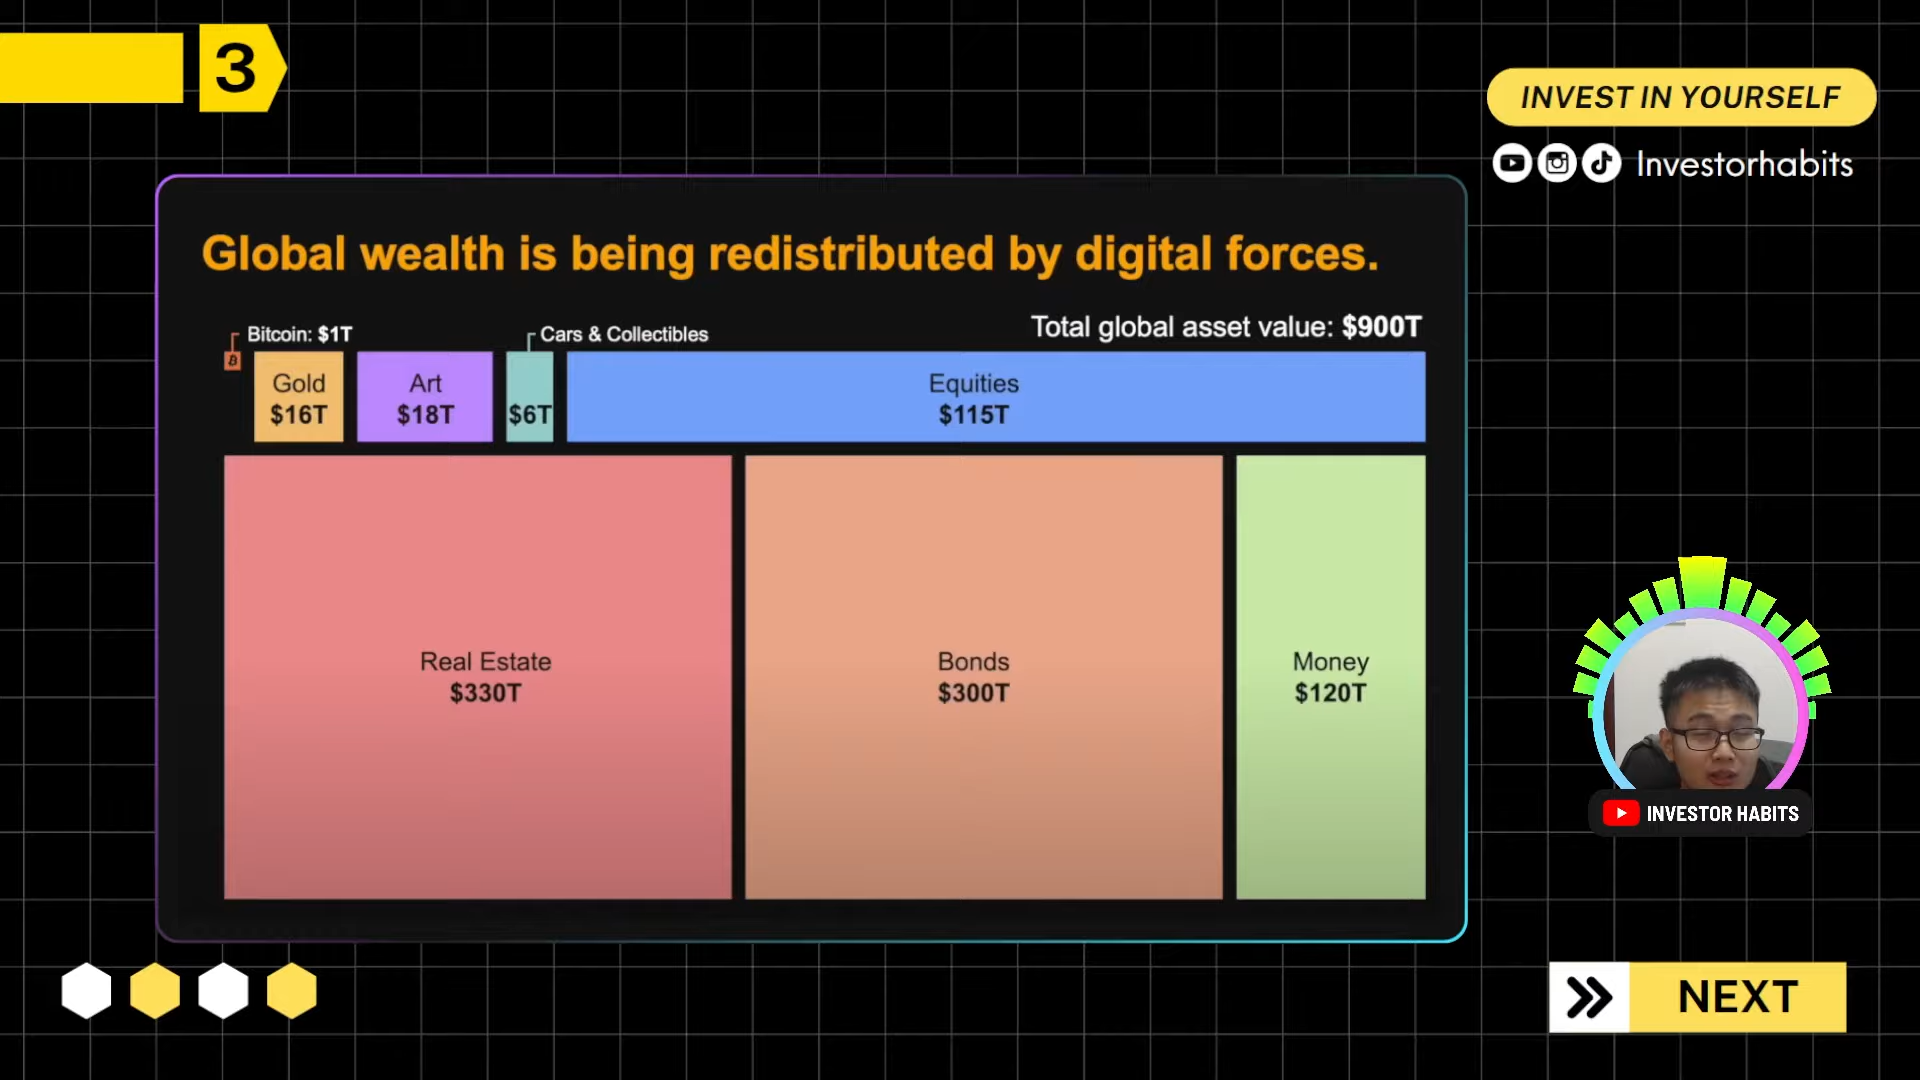 3
INVEST IN YOURSELF
Investorhabits
Global wealth is being redistributed by digital forces.
Bitcoin: $1T
Cars & Collectibles
Total global asset value: $900T
Gold
$16T
Art
$18T
$6T
Equities
$115T
Real Estate
$330T
Bonds
$300T
Money
$120T
INVESTOR HABITS
NEXT